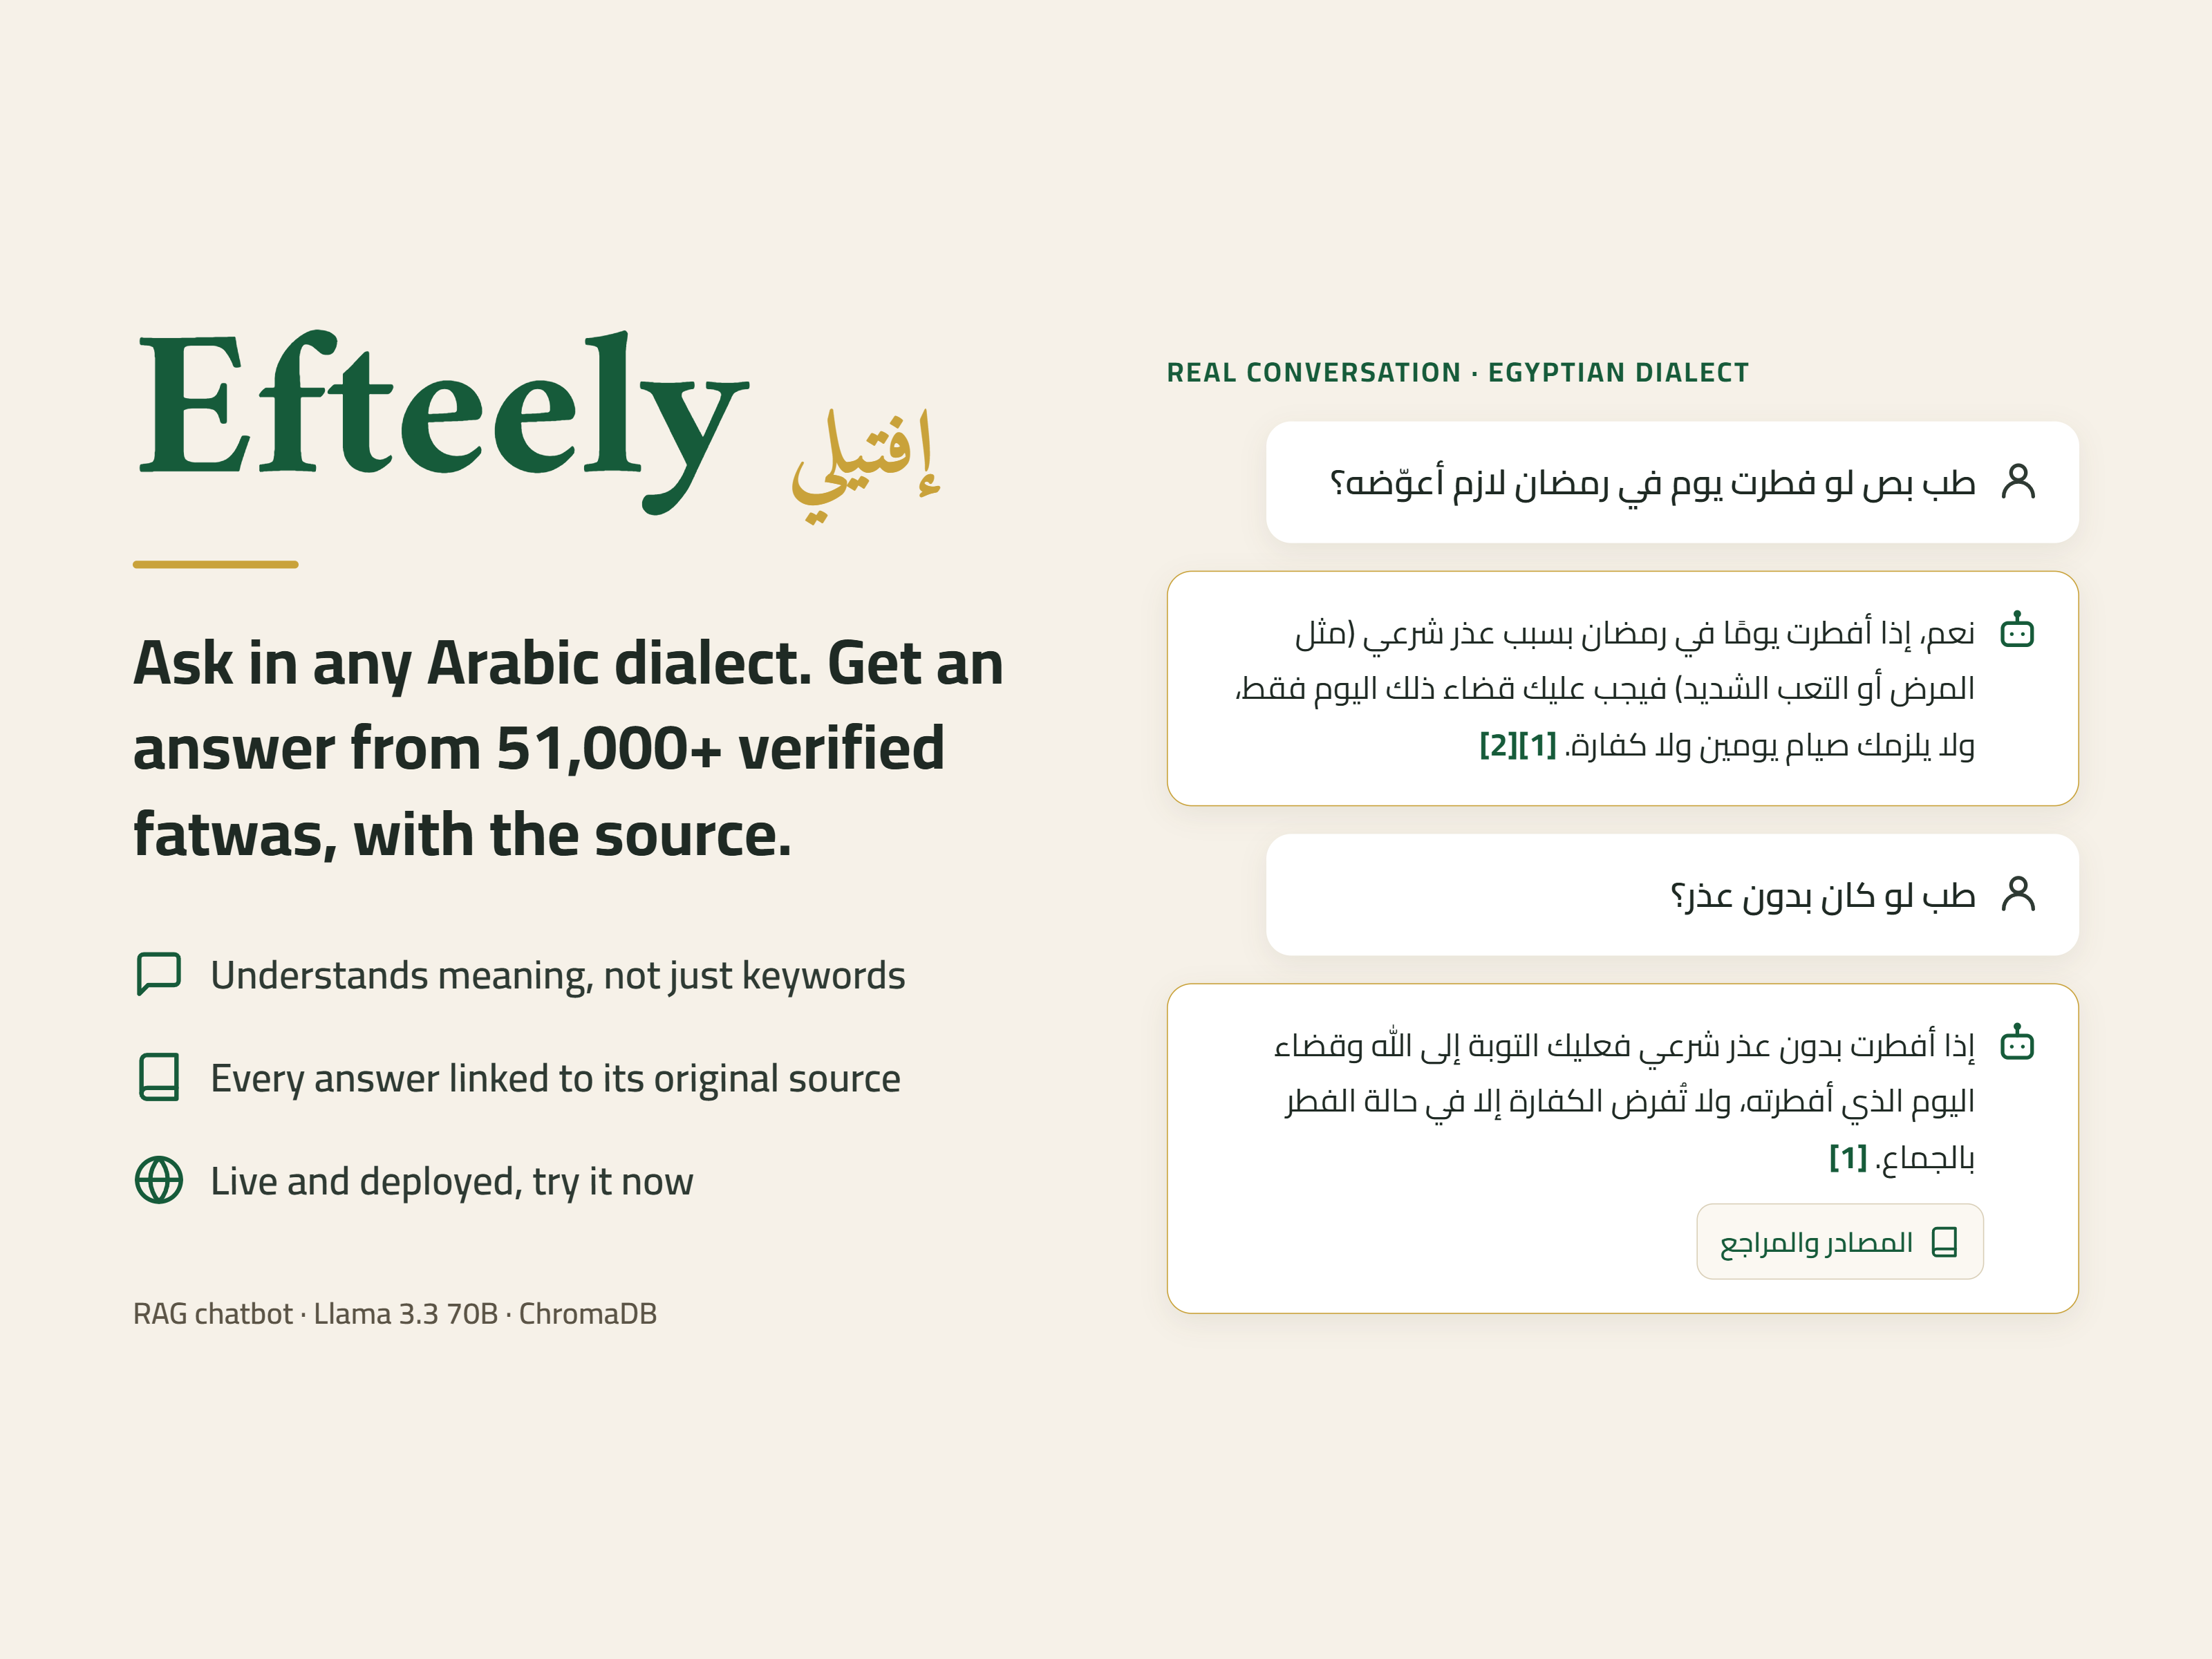 Efteely إفتيلي
Ask in any Arabic dialect. Get an
answer from 51,000+ verified
fatwas, with the source.
Understands meaning, not just keywords
Every answer linked to its original source
Live and deployed, try it now
RAG chatbot · Llama 3.3 70B · ChromaDB
REAL CONVERSATION · EGYPTIAN DIALECT
طب بص لو فطرت يوم في رمضان لازم أعوّضه؟
نعم، إذا أفطرت يومًا في رمضان بسبب عذر شرعي (مثل
المرض أو التعب الشديد) فيجب عليك قضاء ذلك اليوم فقط،
ولا يلزمك صيام يومين ولا كفارة. [1][2]
طب لو كان بدون عذر؟
إذا أفطرت بدون عذر شرعي فعليك التوبة إلى الله وقضاء
اليوم الذي أفطرته، ولا تُفرض الكفارة إلا في حالة الفطر
بالجماع. [1]
المصادر والمراجع